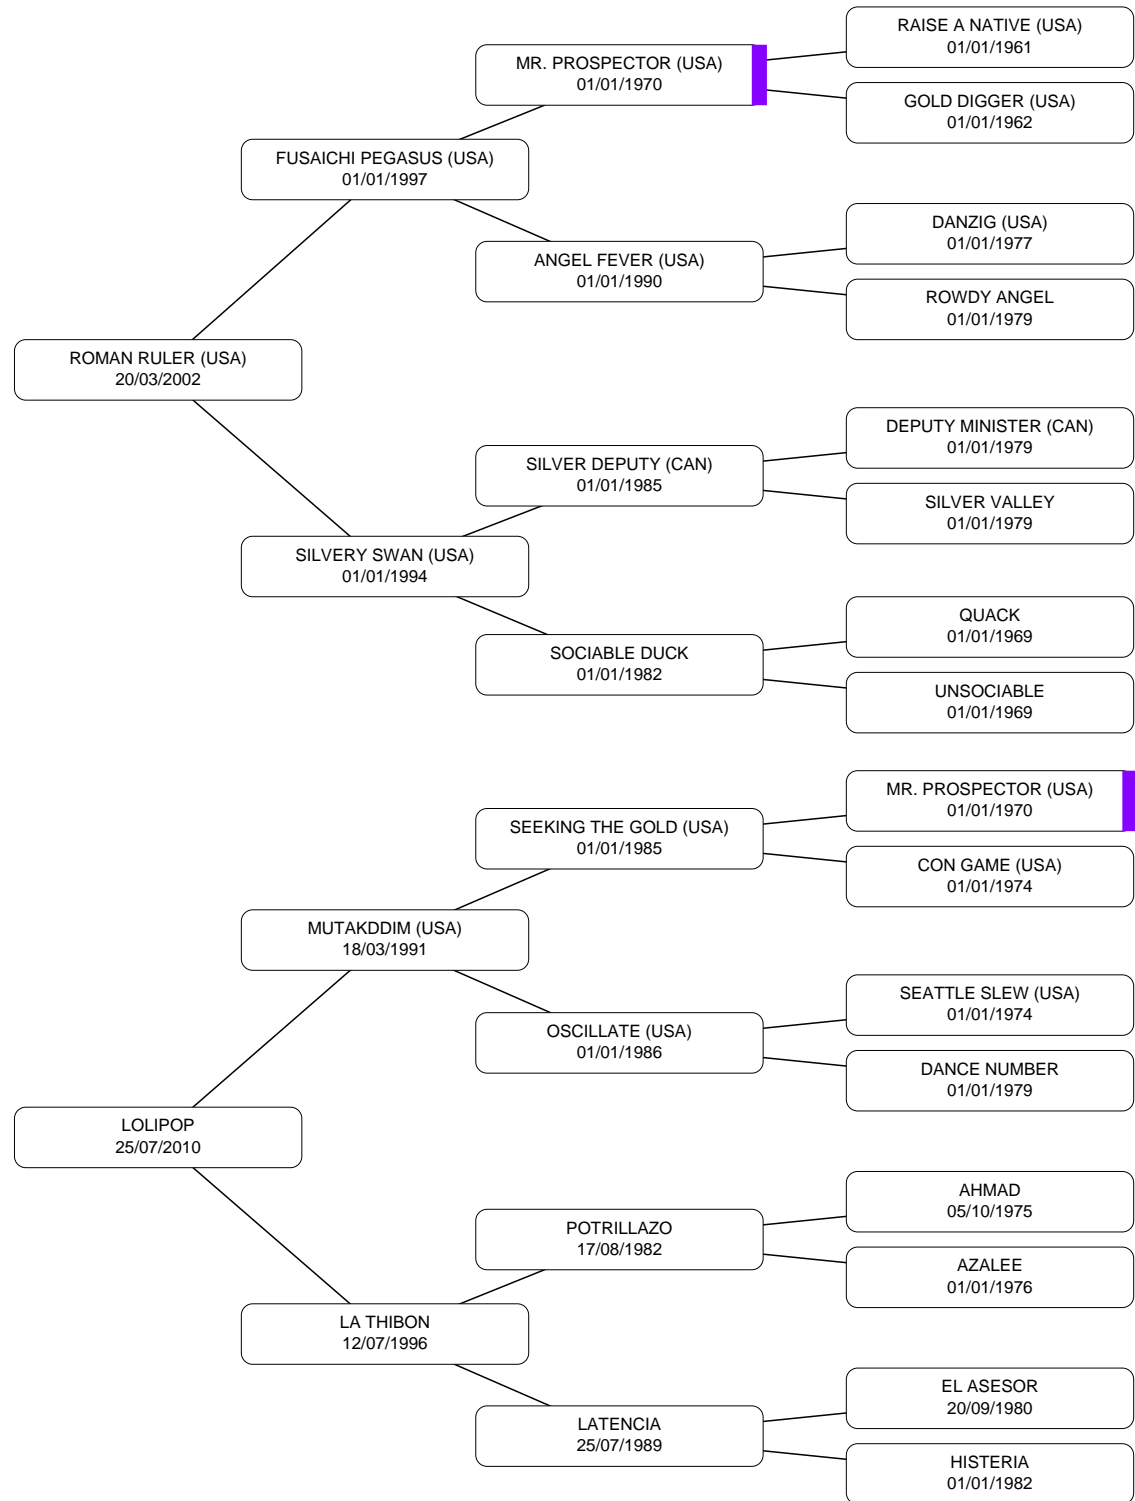 RAISE A NATIVE (USA)
01/01/1961
MR. PROSPECTOR (USA)
01/01/1970
GOLD DIGGER (USA)
01/01/1962
FUSAICHI PEGASUS (USA)
01/01/1997
DANZIG (USA)
01/01/1977
ANGEL FEVER (USA)
01/01/1990
ROWDY ANGEL
01/01/1979
ROMAN RULER (USA)
20/03/2002
DEPUTY MINISTER (CAN)
01/01/1979
SILVER DEPUTY (CAN)
01/01/1985
SILVER VALLEY
01/01/1979
SILVERY SWAN (USA)
01/01/1994
QUACK
01/01/1969
SOCIABLE DUCK
01/01/1982
UNSOCIABLE
01/01/1969
MR. PROSPECTOR (USA)
01/01/1970
SEEKING THE GOLD (USA)
01/01/1985
CON GAME (USA)
01/01/1974
MUTAKDDIM (USA)
18/03/1991
SEATTLE SLEW (USA)
01/01/1974
OSCILLATE (USA)
01/01/1986
DANCE NUMBER
01/01/1979
LOLIPOP
25/07/2010
AHMAD
05/10/1975
POTRILLAZO
17/08/1982
AZALEE
01/01/1976
LA THIBON
12/07/1996
EL ASESOR
20/09/1980
LATENCIA
25/07/1989
HISTERIA
01/01/1982